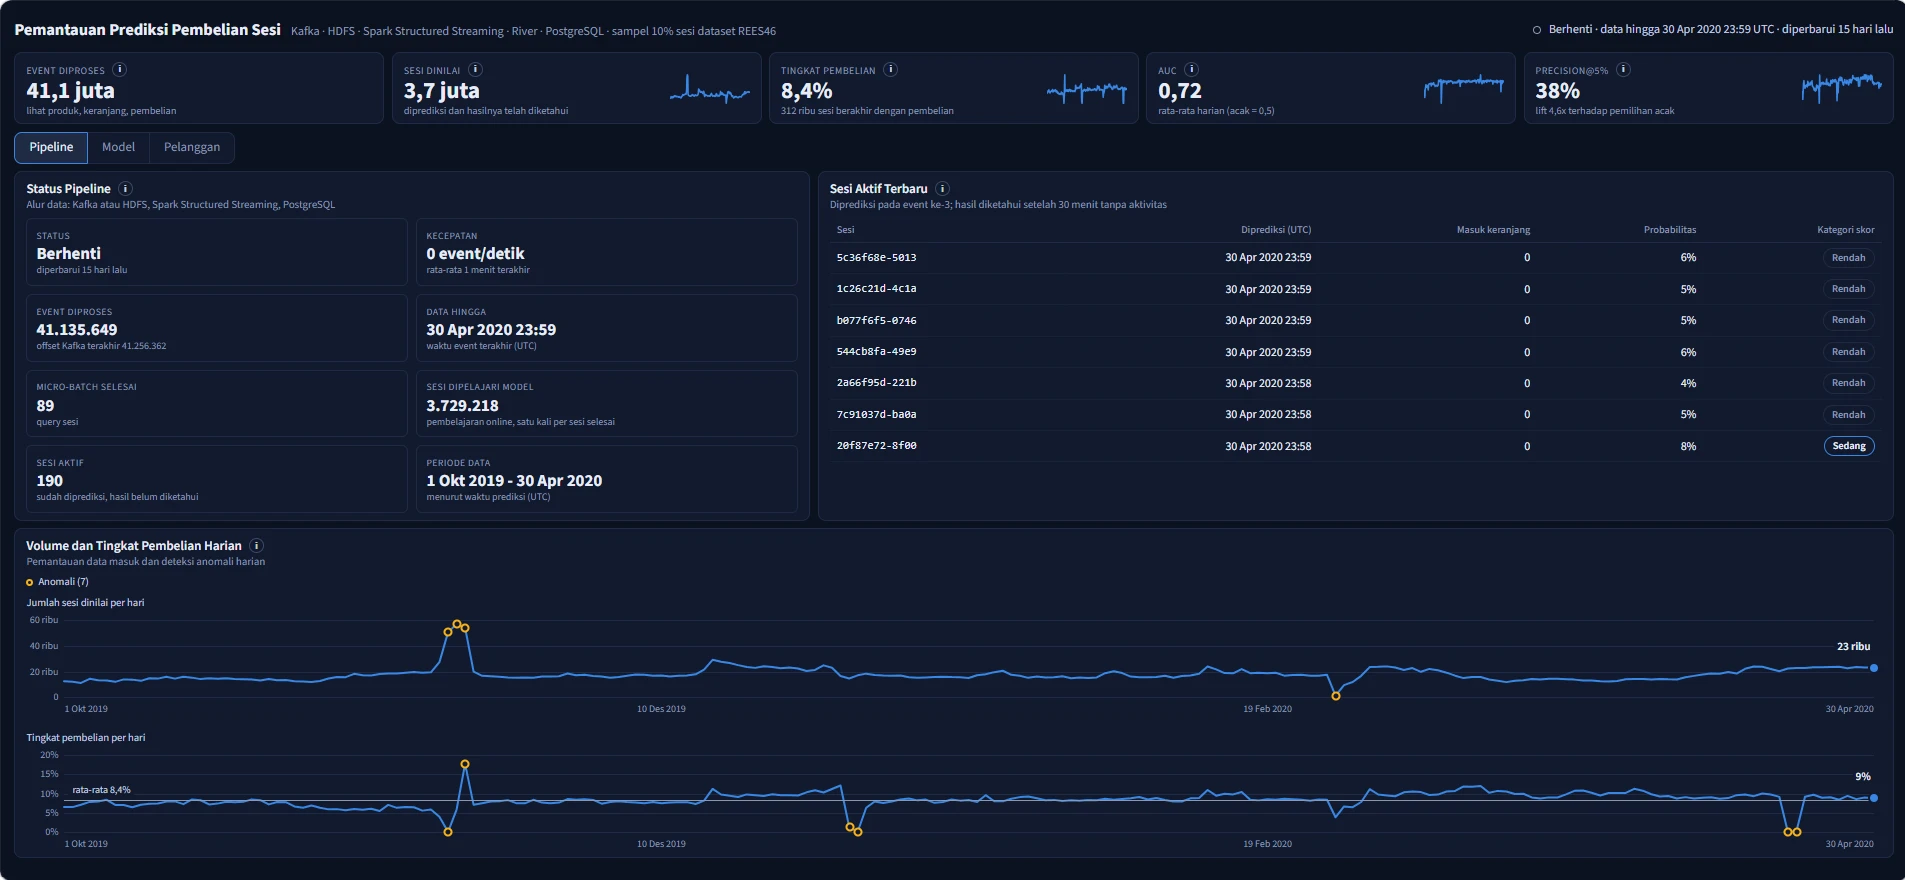 Pemantauan Prediksi Pembelian Sesi
Kafka · HDFS · Spark Structured Streaming · River · PostgreSQL · sampel 10% sesi dataset REES46
Berhenti · data hingga 30 Apr 2020 23:59 UTC · diperbarui 15 hari lalu
EVENT DIPROSES i
41,1 juta
lihat produk, keranjang, pembelian
SESI DINILAI i
3,7 juta
diprediksi dan hasilnya telah diketahui
TINGKAT PEMBELIAN i
8,4%
312 ribu sesi berakhir dengan pembelian
AUC i
0,72
rata-rata harian (acak = 0,5)
PRECISION@5% i
38%
lift 4,6x terhadap pemilihan acak
Pipeline Model Pelanggan
Status Pipeline i
Alur data: Kafka atau HDFS, Spark Structured Streaming, PostgreSQL
STATUS
Berhenti
diperbarui 15 hari lalu
KECEPATAN
0 event/detik
rata-rata 1 menit terakhir
EVENT DIPROSES
41.135.649
offset Kafka terakhir 41.256.362
DATA HINGGA
30 Apr 2020 23:59
waktu event terakhir (UTC)
MICRO-BATCH SELESAI
89
query sesi
SESI DIPELAJARI MODEL
3.729.218
pembelajaran online, satu kali per sesi selesai
SESI AKTIF
190
sudah diprediksi, hasil belum diketahui
PERIODE DATA
1 Okt 2019 - 30 Apr 2020
menurut waktu prediksi (UTC)
Sesi Aktif Terbaru i
Diprediksi pada event ke-3; hasil diketahui setelah 30 menit tanpa aktivitas
Sesi Diprediksi (UTC) Masuk keranjang Probabilitas Kategori skor
5c36f68e-5013 30 Apr 2020 23:59 0 6% Rendah
1c26c21d-4c1a 30 Apr 2020 23:59 0 5% Rendah
b077f6f5-0746 30 Apr 2020 23:59 0 5% Rendah
544cb8fa-49e9 30 Apr 2020 23:59 0 6% Rendah
2a66f95d-221b 30 Apr 2020 23:58 0 4% Rendah
7c91037d-ba0a 30 Apr 2020 23:58 0 5% Rendah
20f87e72-8f00 30 Apr 2020 23:58 0 8% Sedang
Volume dan Tingkat Pembelian Harian i
Pemantauan data masuk dan deteksi anomali harian
Anomali (7)
Jumlah sesi dinilai per hari
60 ribu
40 ribu
23 ribu
20 ribu
0
1 Okt 2019 10 Des 2019 19 Feb 2020 30 Apr 2020
Tingkat pembelian per hari
20%
15%
9%
10%
rata-rata 8,4%
5%
0%
1 Okt 2019 10 Des 2019 19 Feb 2020 30 Apr 2020